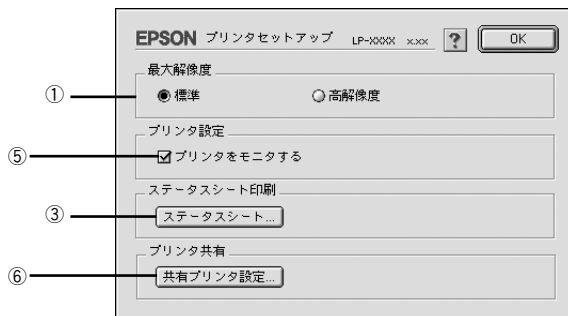 EPSON プリンタセットアップ LP-XXXX x.xx ? OK
最大解像度
① 標準 高解像度
プリンタ設定
⑤ プリンタをモニタする
ステータスシート印刷
③ ステータスシート...
プリンタ共有
⑥ 共有プリンタ設定...